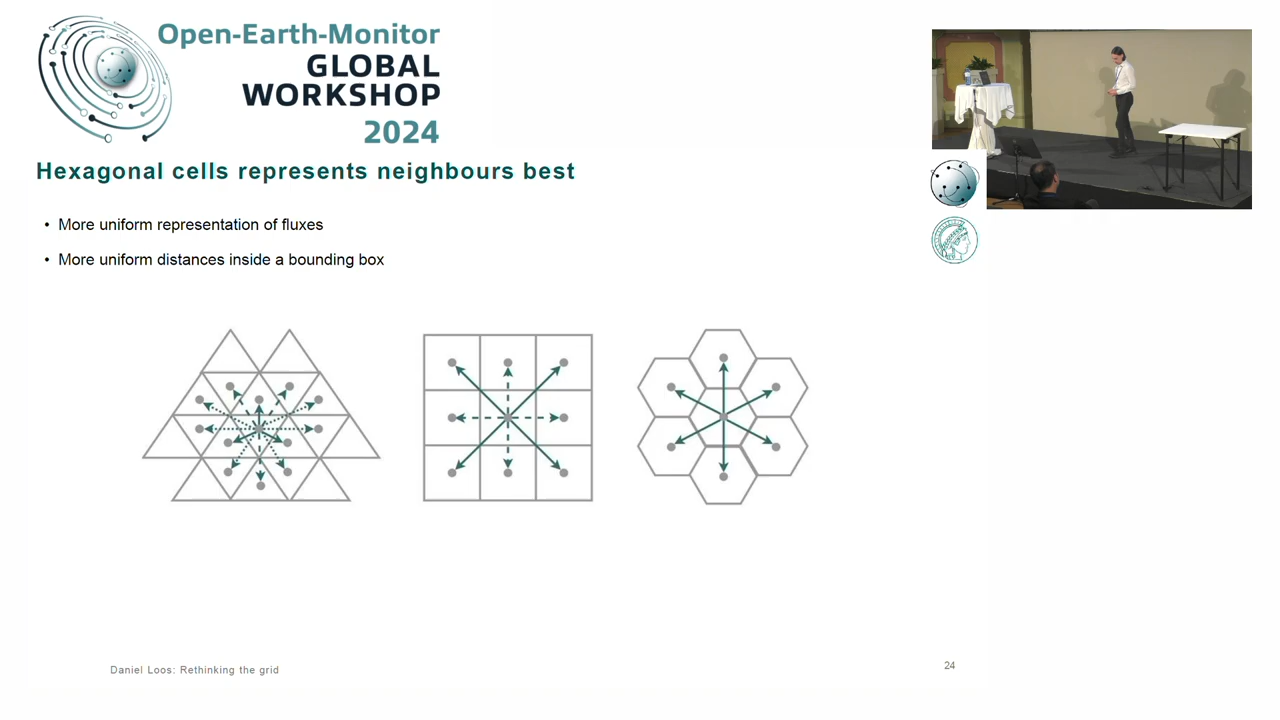 Open-Earth-Monitor
GLOBAL
WORKSHOP
2024
Hexagonal cells represents neighbours best
• More uniform representation of fluxes
• More uniform distances inside a bounding box
Daniel Loos: Rethinking the grid
24